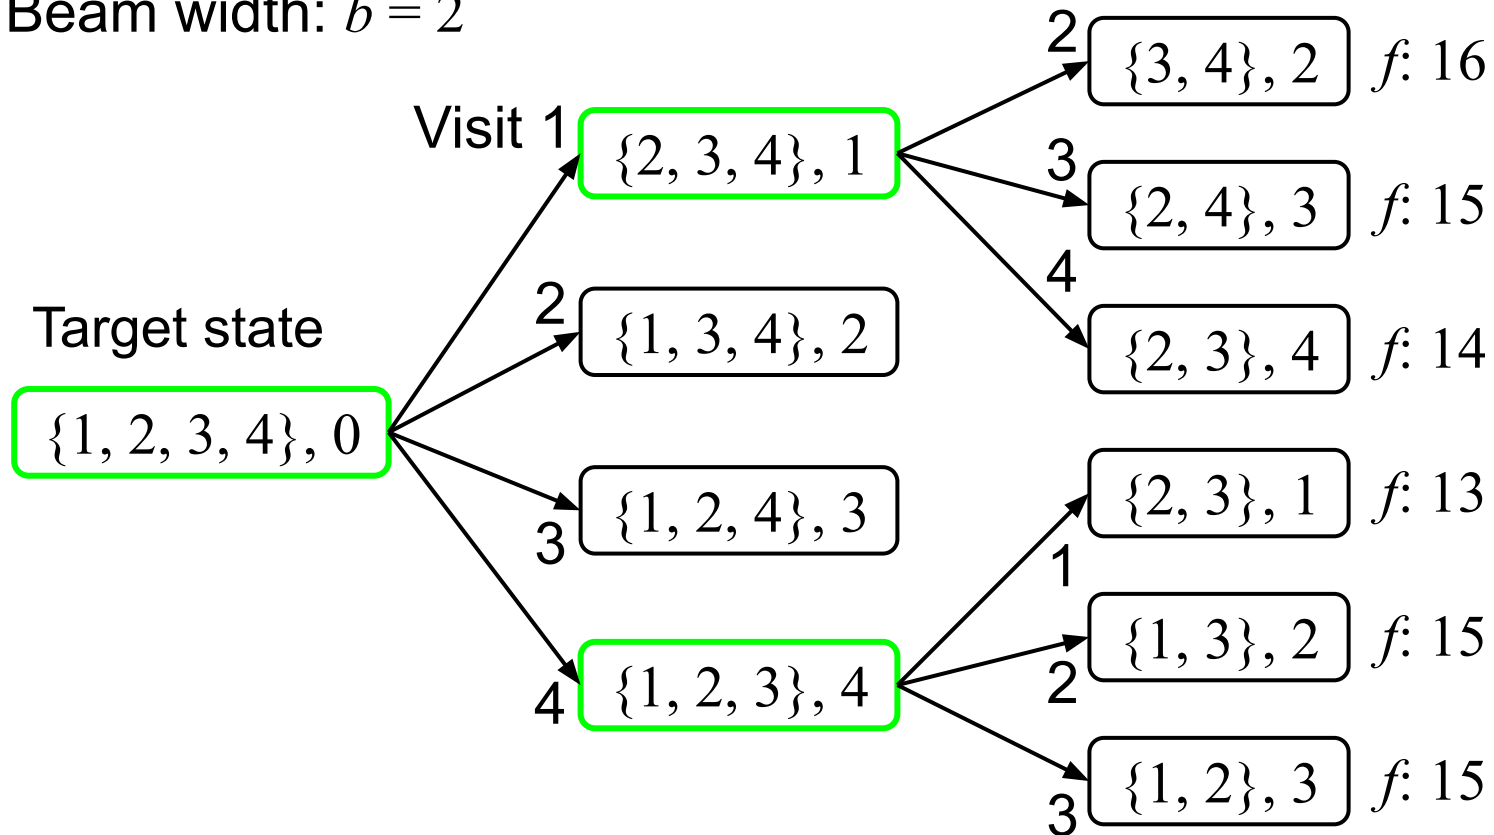 Beam width: b = 2
2
{3, 4}, 2 f: 16
Visit 1
{2, 3, 4}, 1
3
{2, 4}, 3 f: 15
4
2
{1, 3, 4}, 2
{2, 3}, 4 f: 14
Target state
{1, 2, 3, 4}, 0
3
{1, 2, 4}, 3
{2, 3}, 1 f: 13
1
4
{1, 2, 3}, 4
{1, 3}, 2 f: 15
2
{1, 2}, 3 f: 15
3